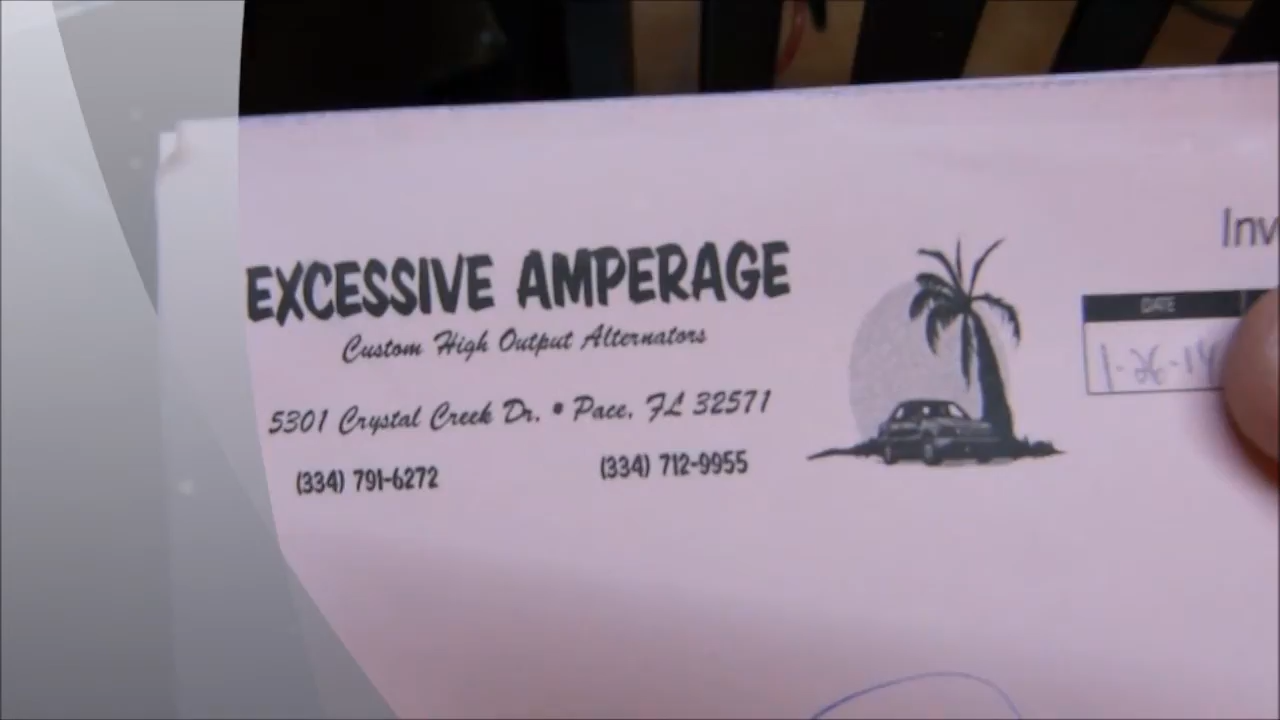 Inv
EXCESSIVE AMPERAGE
Custom High Output Alternators
5301 Crystal Creek Dr. • Pace, FL 32571
(334) 791-6272 (334) 712-9955
DATE
1-26-14